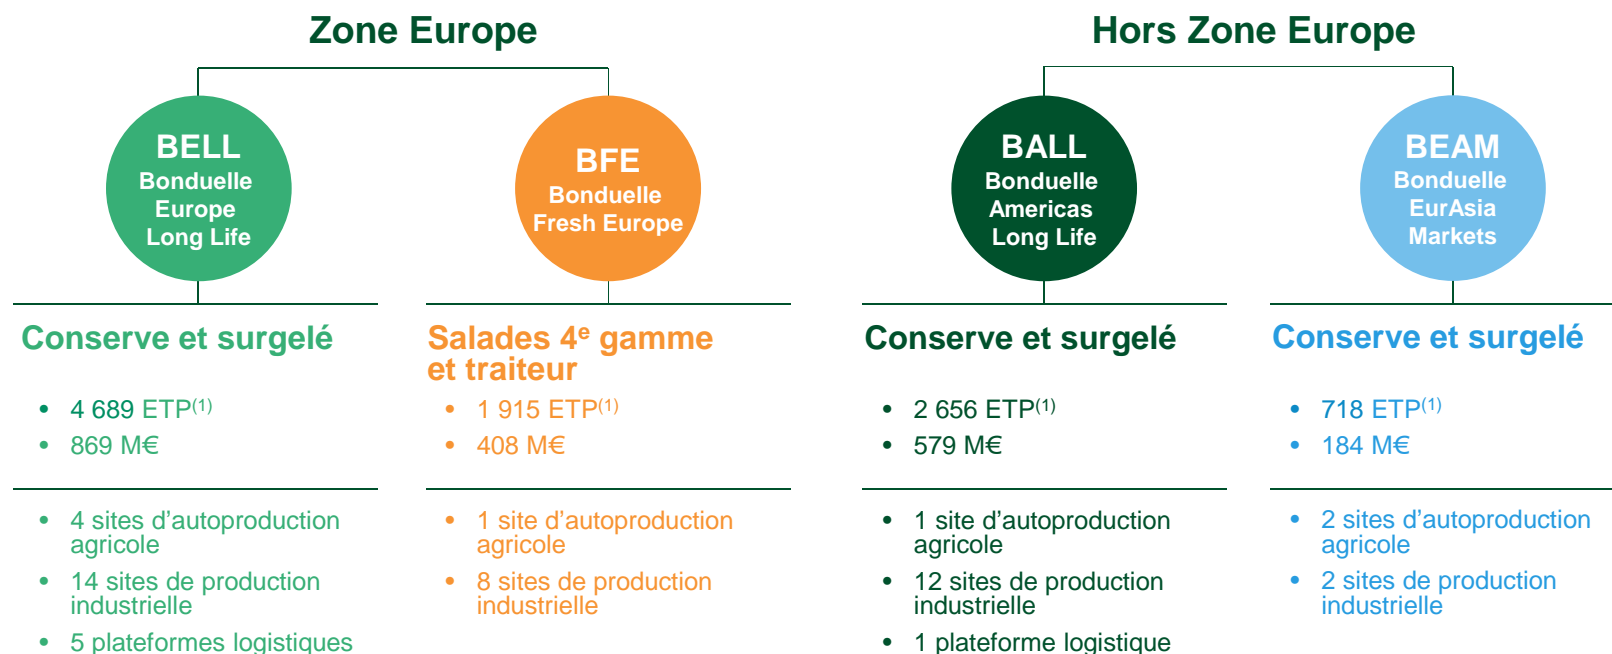 Zone Europe
BELL
Bonduelle
Europe
Long Life
Conserve et surgelé
• 4 689 ETP(1)
• 869 M€
• 4 sites d’autoproduction
agricole
• 14 sites de production
industrielle
• 5 plateformes logistiques
BFE
Bonduelle
Fresh Europe
Salades 4e gamme
et traiteur
• 1 915 ETP(1)
• 408 M€
• 1 site d’autoproduction
agricole
• 8 sites de production
industrielle
Hors Zone Europe
BALL
Bonduelle
Americas
Long Life
Conserve et surgelé
• 2 656 ETP(1)
• 579 M€
• 1 site d’autoproduction
agricole
• 12 sites de production
industrielle
• 1 plateforme logistique
BEAM
Bonduelle
EurAsia
Markets
Conserve et surgelé
• 718 ETP(1)
• 184 M€
• 2 sites d’autoproduction
agricole
• 2 sites de production
industrielle